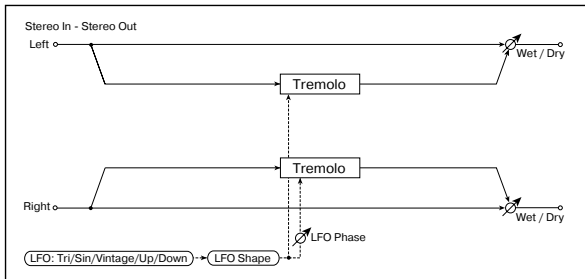 Stereo In - Stereo Out
Left
Wet / Dry
Tremolo
Tremolo
Right
Wet / Dry
LFO Phase
LFO: Tri/Sin/Vintage/Up/Down
LFO Shape